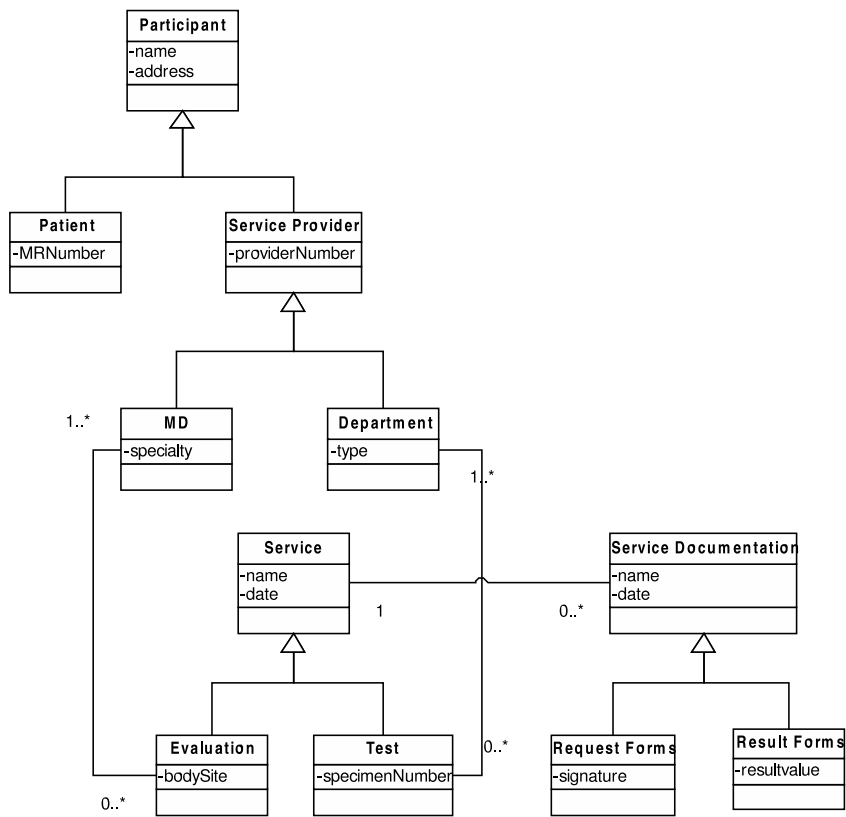 Participant
-name
-address
Patient
-MRNumber
Service Provider
-providerNumber
1..*
MD
-specialty
Department
-type
1..*
Service
-name
-date
1
0..*
Service Documentation
-name
-date
Evaluation
-bodySite
0..*
Test
-specimenNumber
0..*
Request Forms
-signature
Result Forms
-resultvalue